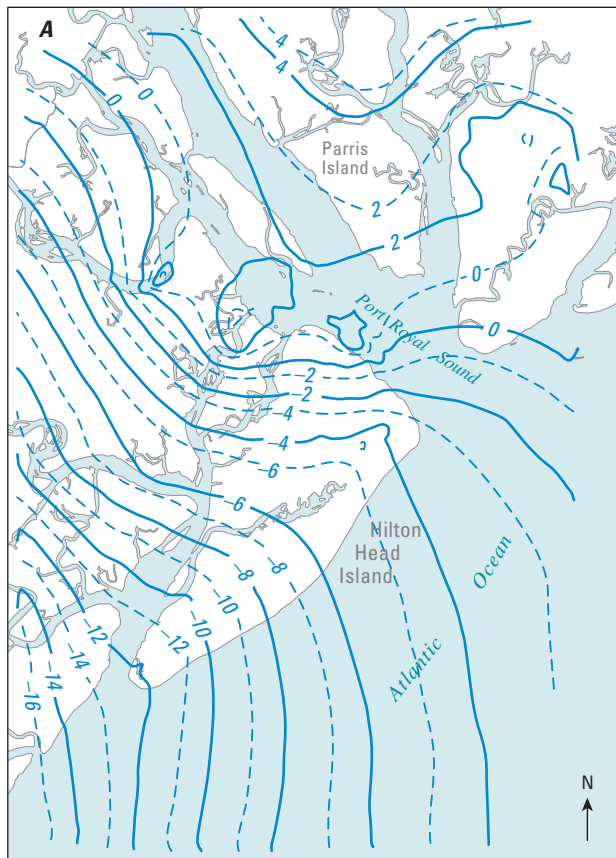 A
4
4
0
0
Parris
Island
2
2
0
Port Royal Sound
0
–2
–2
–4
–4
–6
–6
Hilton
Head
Island
Ocean
–8
–8
–10
–10
–12
–12
–14
–14
–16
Atlantic
N